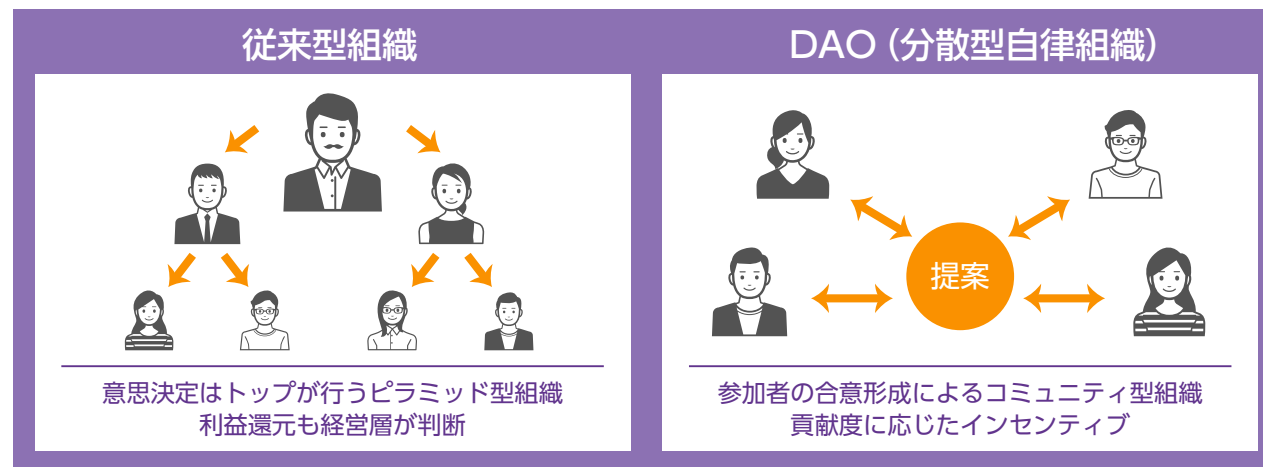 従来型組織
意思決定はトップが行うピラミッド型組織
利益還元も経営層が判断
DAO（分散型自律組織）
提案
参加者の合意形成によるコミュニティ型組織
貢献度に応じたインセンティブ